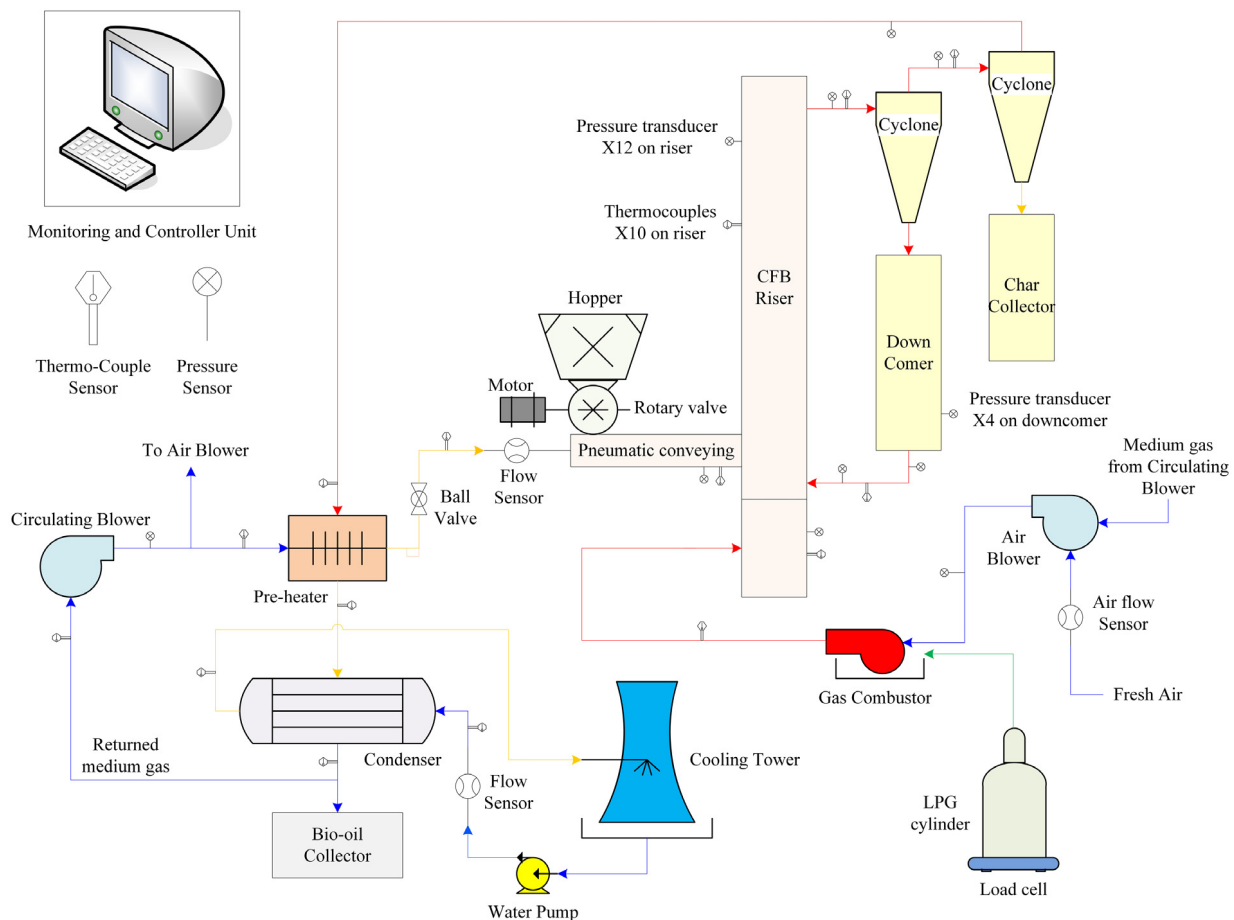 Cyclone
Cyclone
Pressure transducer
X12 on riser
Monitoring and Controller Unit
Thermocouples
X10 on riser
CFB
Riser
Char
Collector
Hopper
Down
Comer
Thermo-Couple
Sensor
Pressure
Sensor
Motor
Rotary valve
Pressure transducer
X4 on downcomer
To Air Blower
Pneumatic conveying
Medium gas
from Circulating
Blower
Flow
Sensor
Ball
Valve
Circulating Blower
Air
Blower
Pre-heater
Air flow
Sensor
Gas Combustor
Fresh Air
Returned
medium gas
Condenser
Flow
Sensor
Cooling Tower
LPG
cylinder
Bio-oil
Collector
Load cell
Water Pump